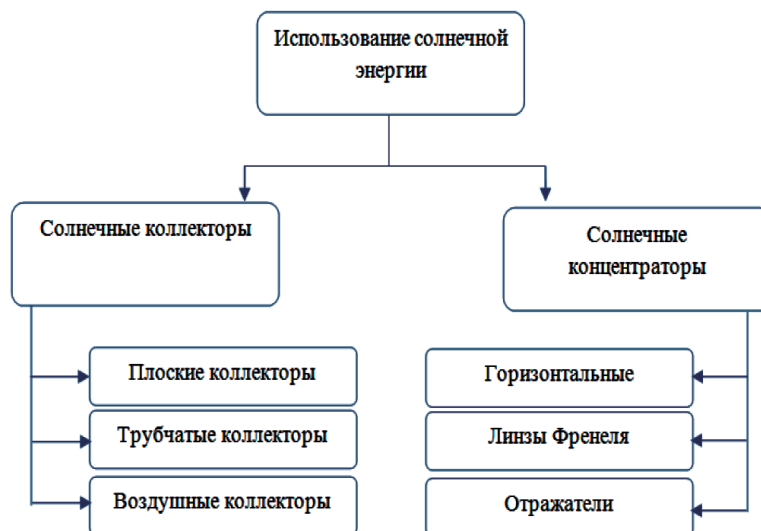 Использование солнечной
энергии
Солнечные коллекторы
Солнечные
концентраторы
Плоские коллекторы
Трубчатые коллекторы
Воздушные коллекторы
Горизонтальные
Линзы Френеля
Отражатели